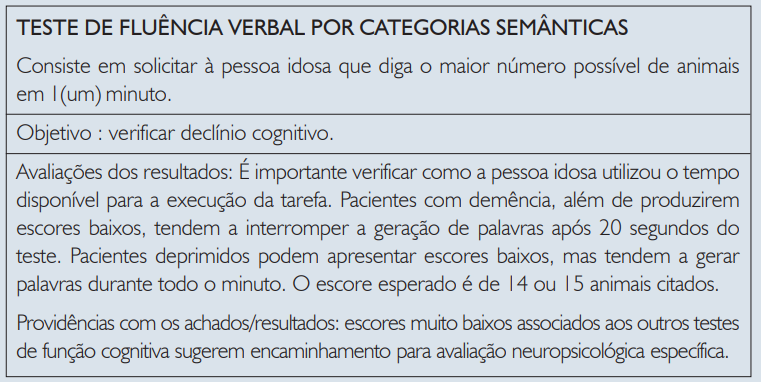 TESTE DE FLUÊNCIA VERBAL POR CATEGORIAS SEMÂNTICAS
Consiste em solicitar à pessoa idosa que diga o maior número possível de animais
em 1(um) minuto.
Objetivo : verificar declínio cognitivo.
Avaliações dos resultados: É importante verificar como a pessoa idosa utilizou o tempo
disponível para a execução da tarefa. Pacientes com demência, além de produzirem
escores baixos, tendem a interromper a geração de palavras após 20 segundos do
teste. Pacientes deprimidos podem apresentar escores baixos, mas tendem a gerar
palavras durante todo o minuto. O escore esperado é de 14 ou 15 animais citados.
Providências com os achados/resultados: escores muito baixos associados aos outros testes
de função cognitiva sugerem encaminhamento para avaliação neuropsicológica específica.